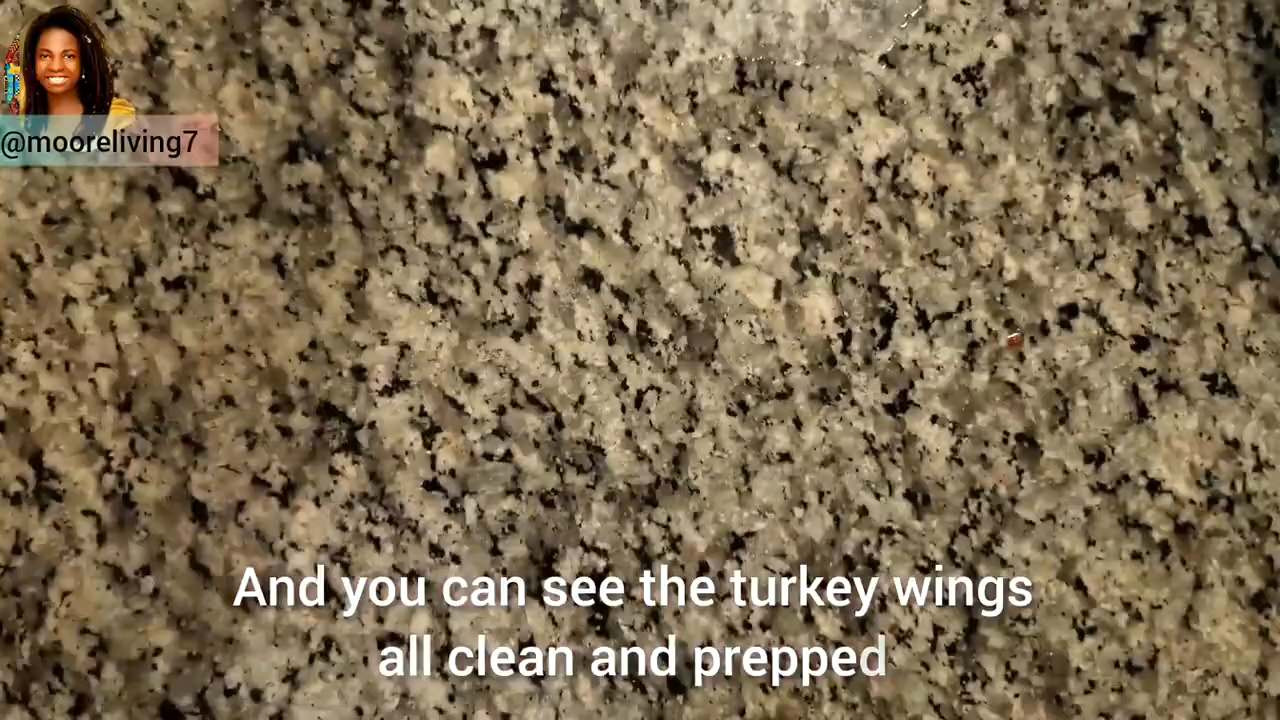 @mooreliving7
And you can see the turkey wings
all clean and prepped